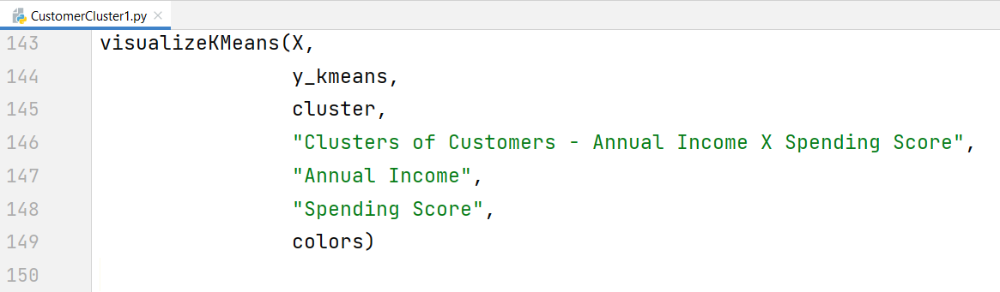 CustomerCluster1.py
143 visualizeKMeans(X,
144 y_kmeans,
145 cluster,
146 "Clusters of Customers - Annual Income X Spending Score",
147 "Annual Income",
148 "Spending Score",
149 colors)
150